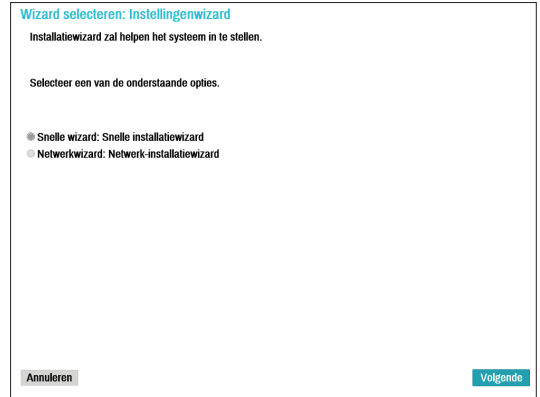 Wizard selecteren: Instellingenwizard
Installatiewizard zal helpen het systeem in te stellen.
Selecteer een van de onderstaande opties.
Snelle wizard: Snelle installatiewizard
Netwerkwizard: Netwerk-installatiewizard
Annuleren
Volgende